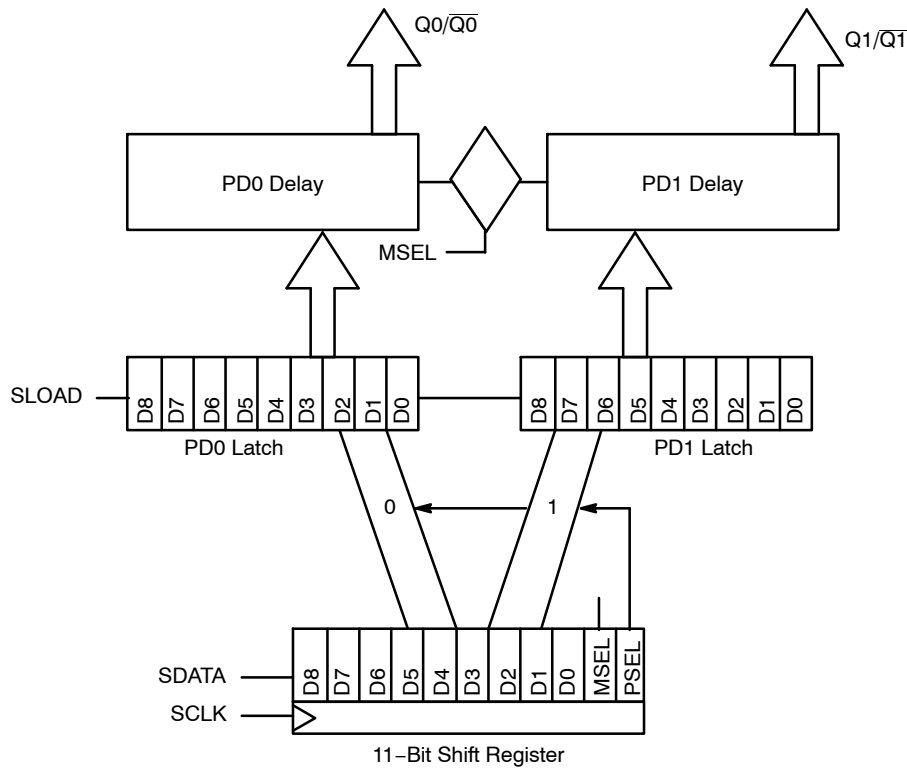 Q0/Q̅0̅
Q1/Q̅1̅
PD0 Delay
PD1 Delay
MSEL
SLOAD
D8 D7 D6 D5 D4 D3 D2 D1 D0
D8 D7 D6 D5 D4 D3 D2 D1 D0
PD0 Latch
PD1 Latch
0
1
SDATA
D8 D7 D6 D5 D4 D3 D2 D1 D0 MSEL PSEL
SCLK
11−Bit Shift Register